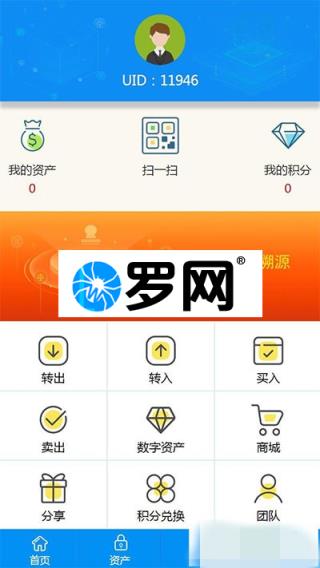 UID：11946
我的资产
扫一扫
我的积分
0
0
溯源
罗网®
转出
转入
买入
卖出
数字资产
商城
分享
积分兑换
团队
首页
资产